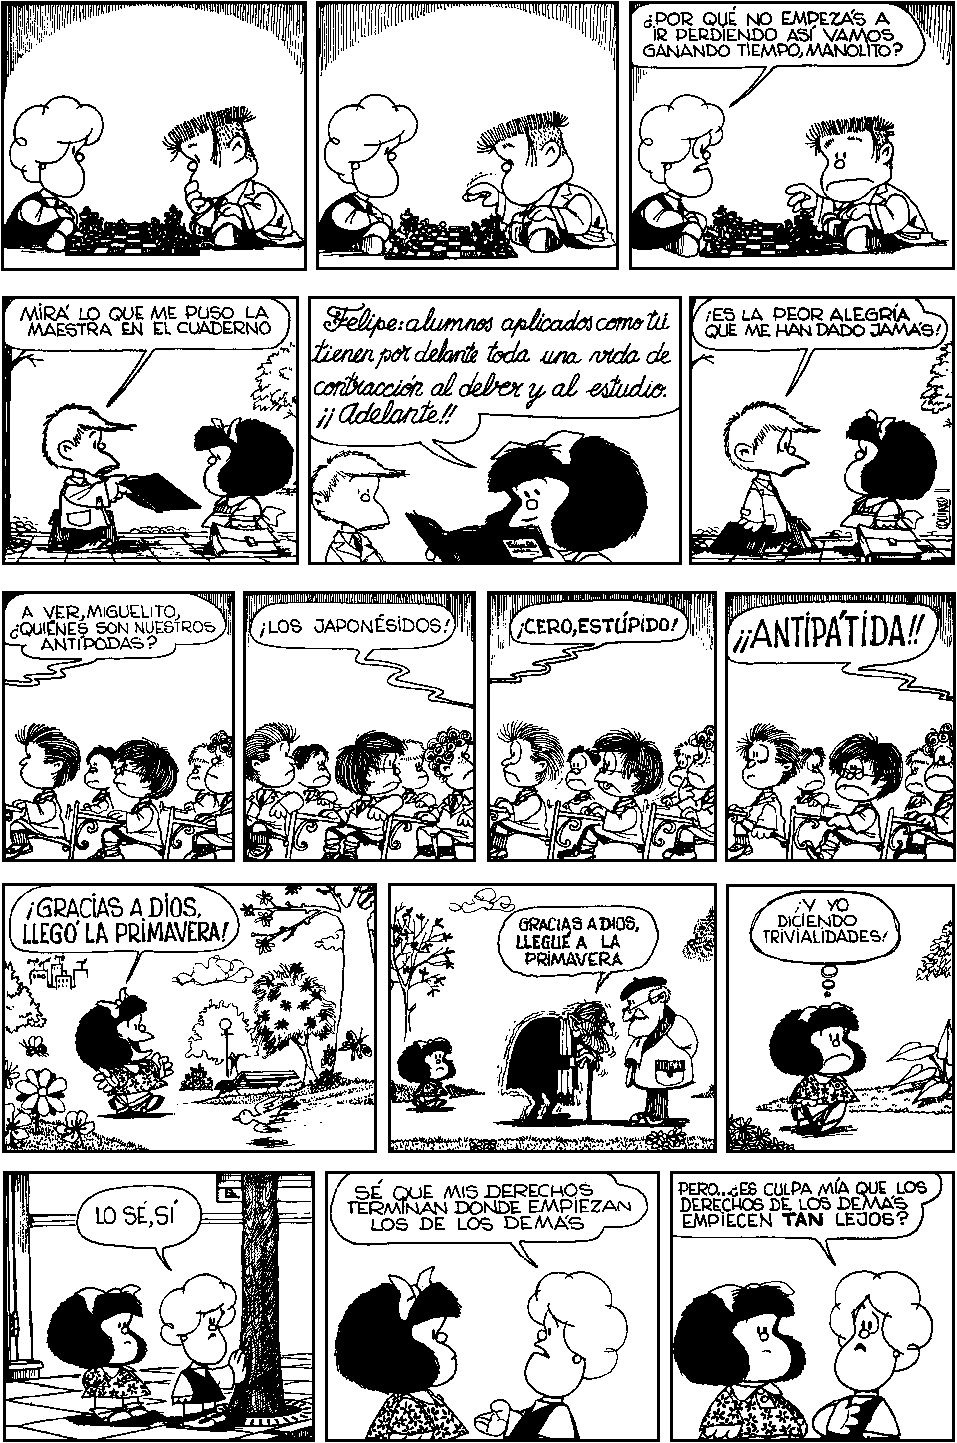 ¿POR QUÉ NO EMPEZÁS A
IR PERDIENDO ASÍ VAMOS
GANANDO TIEMPO, MANOLITO?
MIRÁ LO QUE ME PUSO LA
MAESTRA EN EL CUADERNO
Felipe: alumnos aplicados como tú
tienen por delante toda una vida de
contracción al deber y al estudio.
¡¡Adelante!!
¡ES LA PEOR ALEGRÍA
QUE ME HAN DADO JAMÁS!
QUINO
A VER, MIGUELITO,
¿QUIÉNES SON NUESTROS
ANTÍPODAS?
¡LOS JAPONÉSIDOS!
¡CERO, ESTÚPIDO!
¡¡ANTIPÁTIDA!!
¡GRACIAS A DIOS,
LLEGÓ LA PRIMAVERA!
GRACIAS A DIOS,
LLEGUÉ A LA
PRIMAVERA
¡Y YO
DICIENDO
TRIVIALIDADES!
LO SÉ, SÍ
SÉ QUE MIS DERECHOS
TERMINAN DONDE EMPIEZAN
LOS DE LOS DEMÁS
PERO...¿ES CULPA MÍA QUE LOS
DERECHOS DE LOS DEMÁS
EMPIECEN TAN LEJOS?